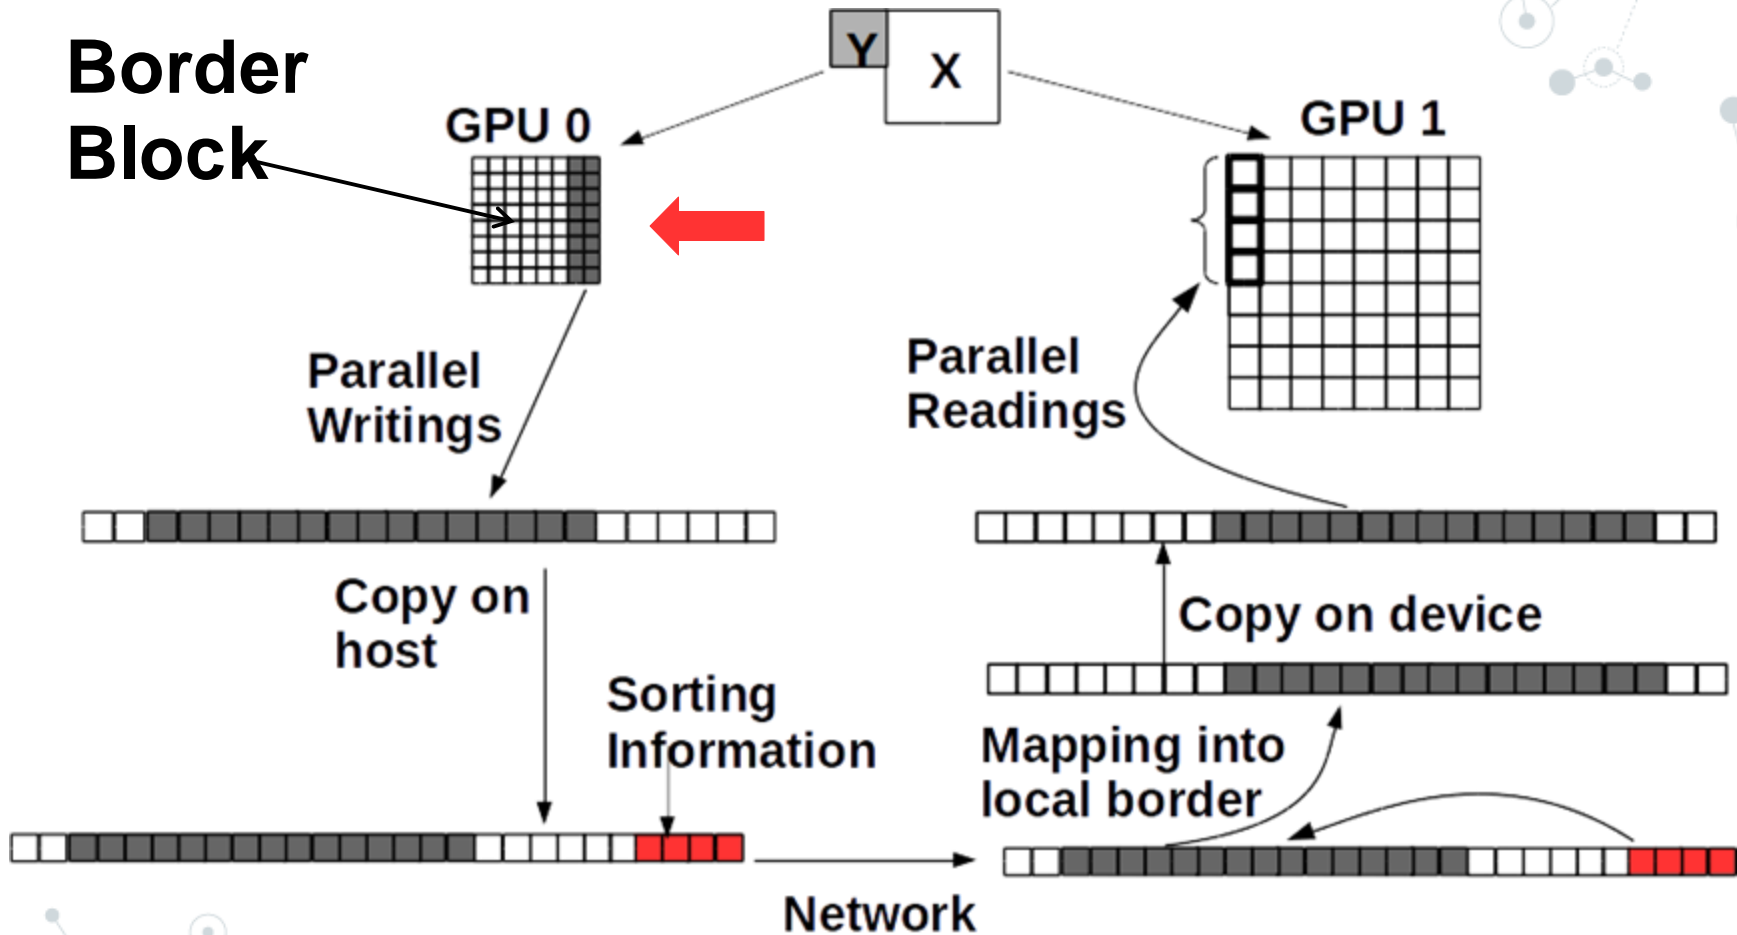 Border
Block
Y
X
GPU 0
GPU 1
Parallel
Writings
Parallel
Readings
Copy on
host
Copy on device
Sorting
Information
Mapping into
local border
Network